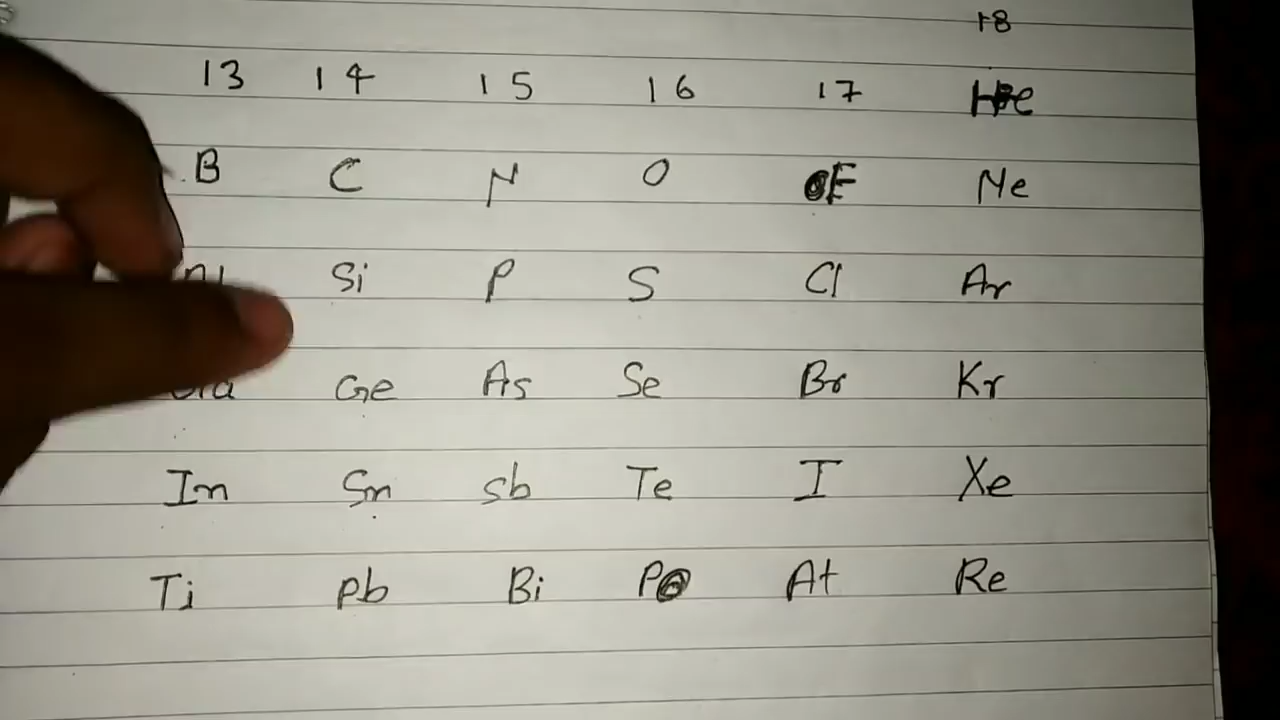 18
13 14 15 16 17 He
B C N O F Ne
Si P S Cl Ar
Ge As Se Br Kr
In Sn Sb Te I Xe
Ti Pb Bi Po At Re